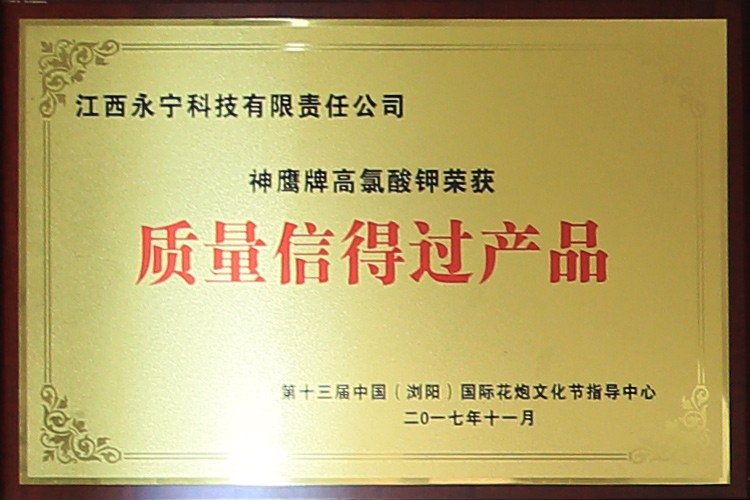 江西永宁科技有限责任公司
神鹰牌高氯酸钾荣获
质量信得过产品
第十三届中国（浏阳）国际花炮文化节指导中心
二〇一七年十一月